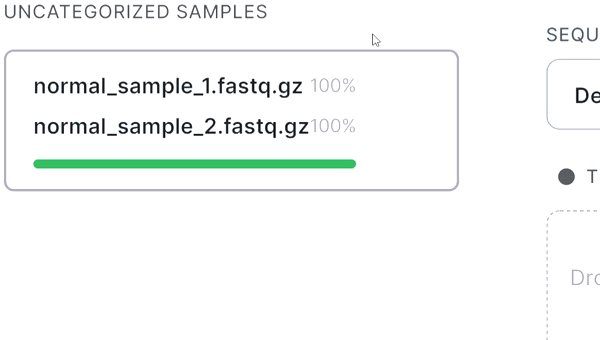 UNCATEGORIZED SAMPLES
normal_sample_1.fastq.gz 100%
normal_sample_2.fastq.gz 100%
SEQU
De
T
Dro